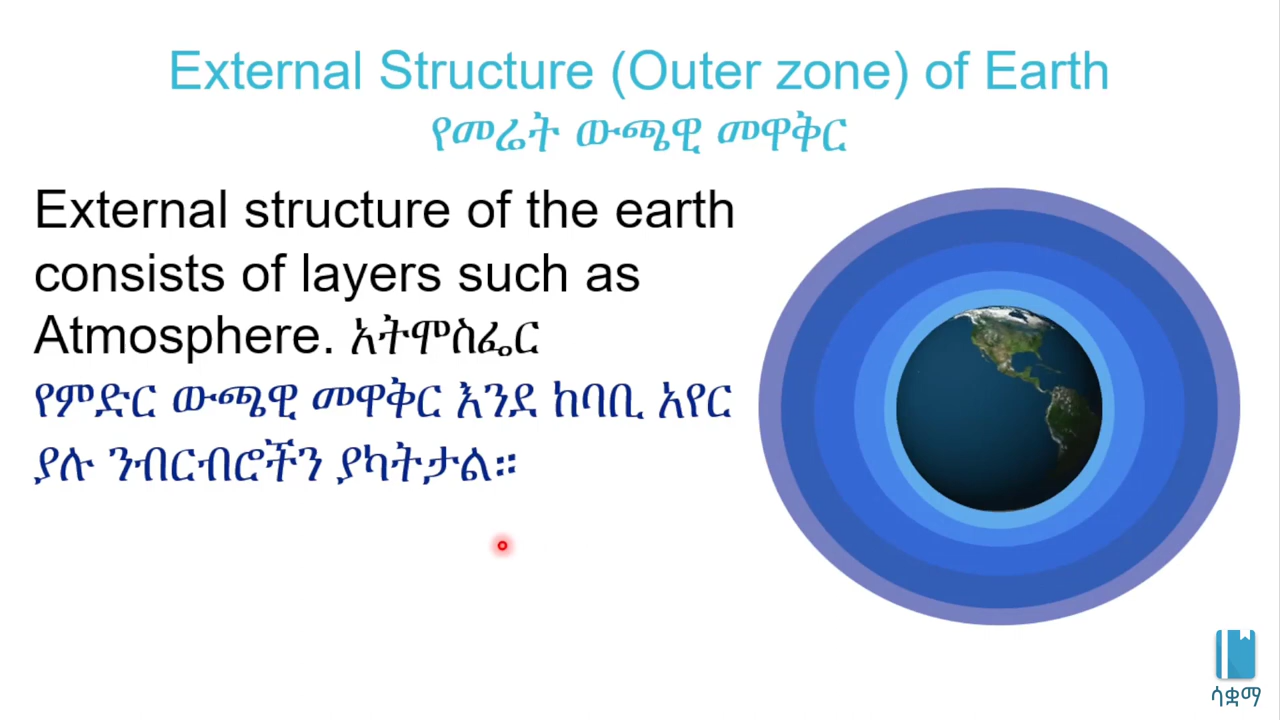 External Structure (Outer zone) of Earth
የመሬት ውጫዊ መዋቅር
External structure of the earth
consists of layers such as
Atmosphere. አትሞስፌር
የምድር ውጫዊ መዋቅር እንደ ከባቢ አየር
ያሉ ንብርብሮችን ያካትታል።
ሳቋማ